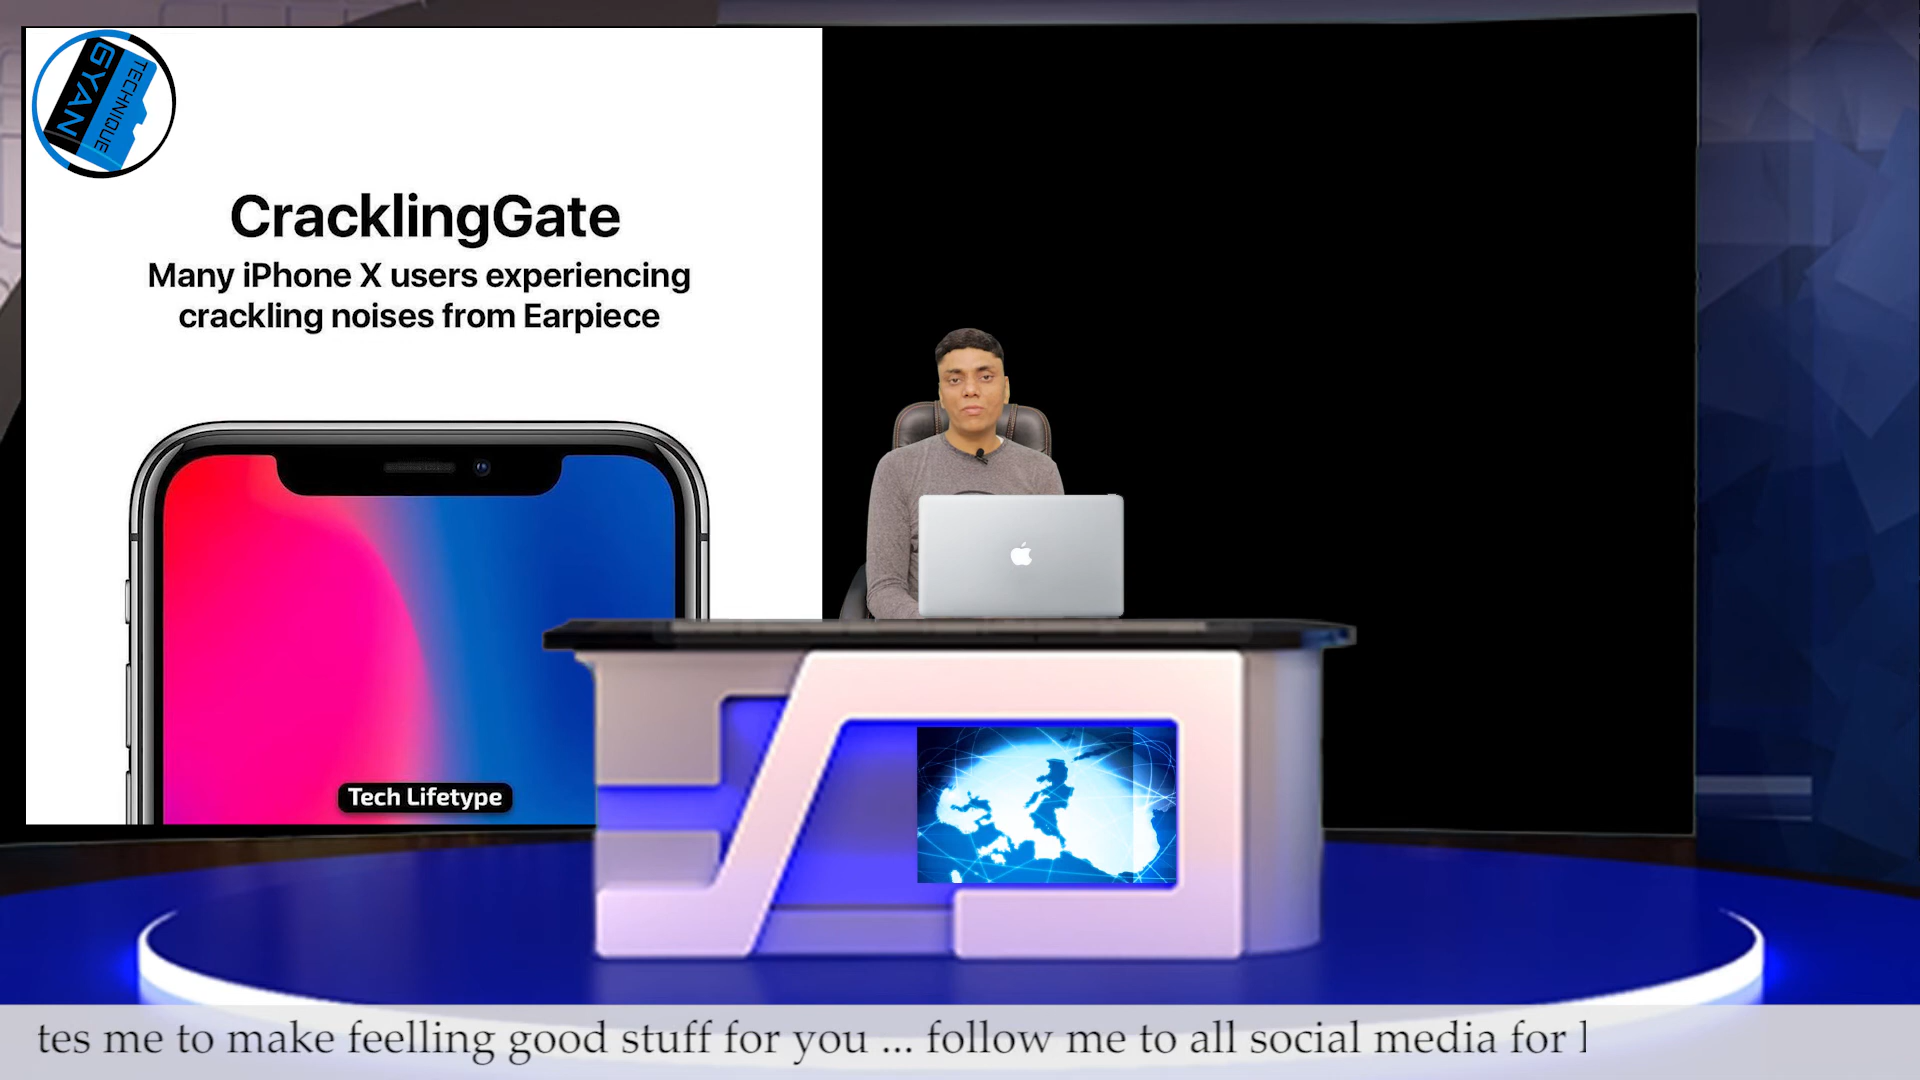 GYAN
TECHNIQUE
CracklingGate
Many iPhone X users experiencing
crackling noises from Earpiece
Tech Lifetype
tes me to make feelling good stuff for you ... follow me to all social media for